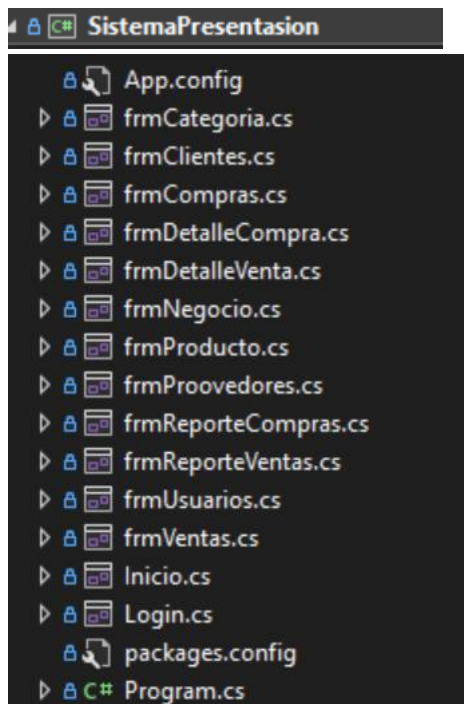 C# SistemaPresentasion
App.config
frmCategoria.cs
frmClientes.cs
frmCompras.cs
frmDetalleCompra.cs
frmDetalleVenta.cs
frmNegocio.cs
frmProducto.cs
frmProovedores.cs
frmReporteCompras.cs
frmReporteVentas.cs
frmUsuarios.cs
frmVentas.cs
Inicio.cs
Login.cs
packages.config
C# Program.cs